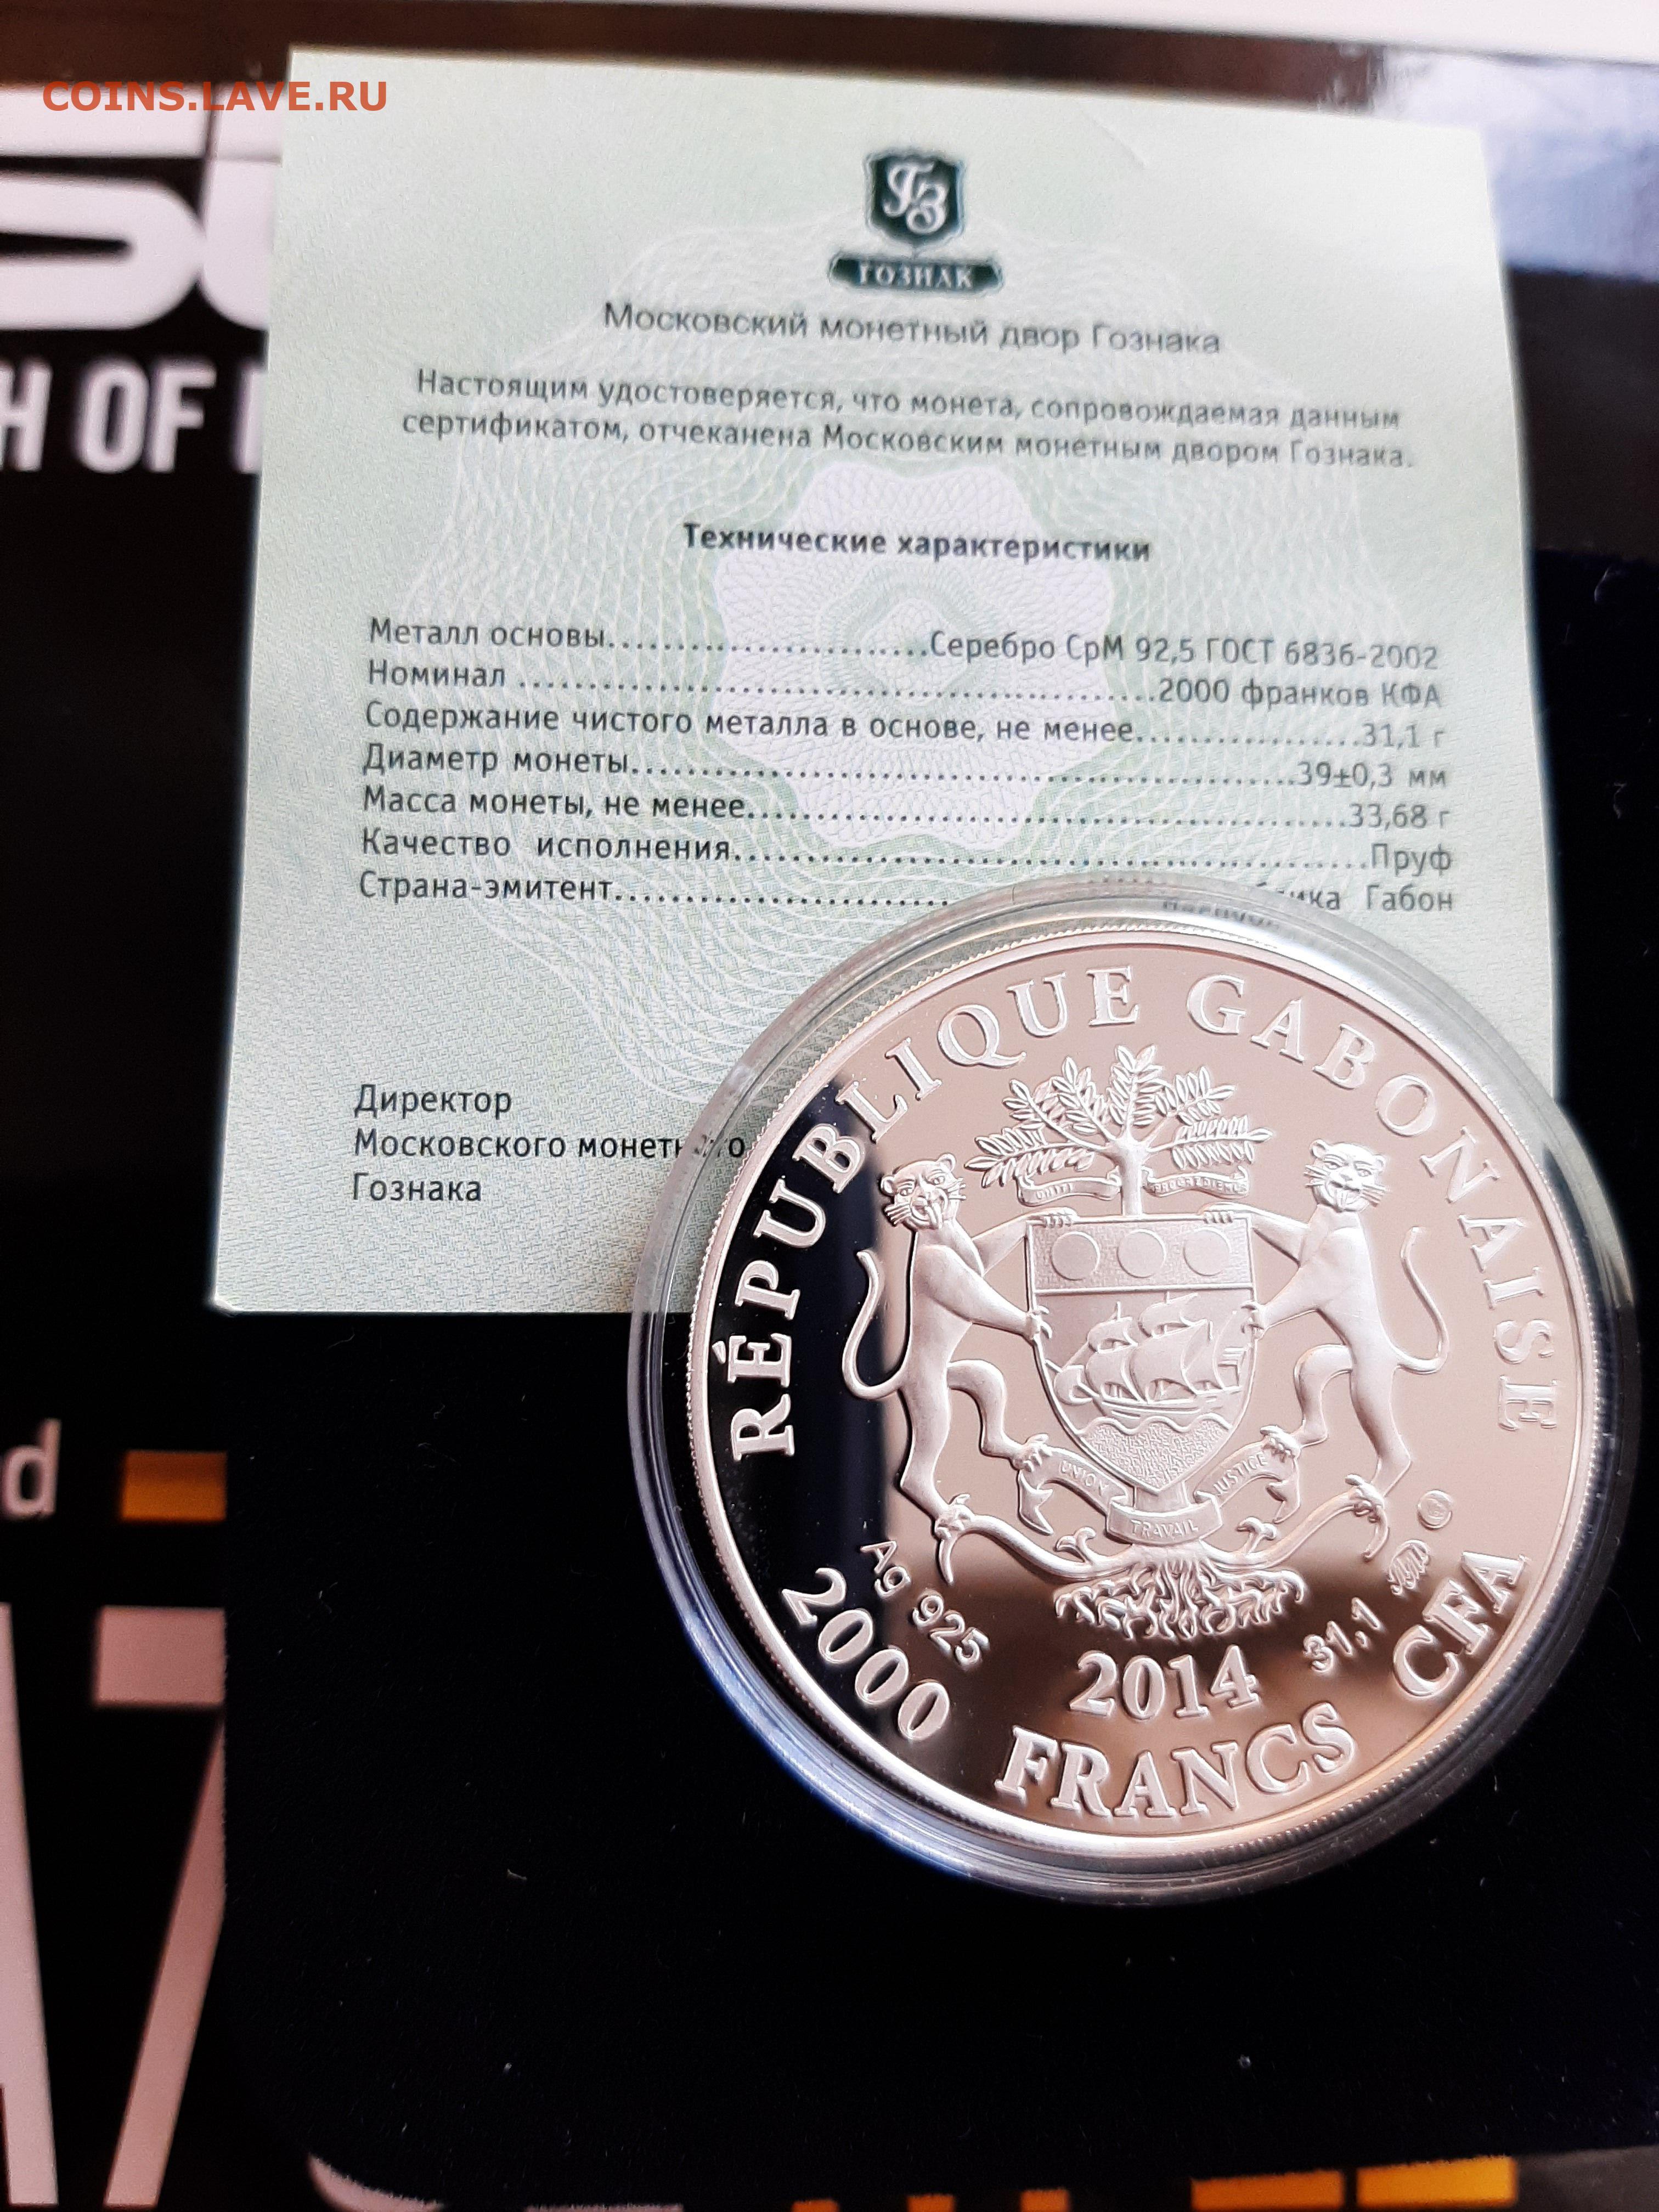 COINS.LAVE.RU
ГЗ
ГОЗНАК
Московский монетный двор Гознака
Настоящим удостоверяется, что монета, сопровождаемая данным
сертификатом, отчеканена Московским монетным двором Гознака.
Технические характеристики
Металл основы........................Серебро СрМ 92,5 ГОСТ 6836-2002
Номинал ................................................2000 франков КФА
Содержание чистого металла в основе, не менее.................31,1 г
Диаметр монеты..................................................39±0,3 мм
Масса монеты, не менее.............................................33,68 г
Качество исполнения................................................Пруф
Страна-эмитент......................... Габон
Директор
Московского
Гознака
H OF
d
A7
RÉPUBLIQUE GABONAISE
UNION
TRAVAIL
JUSTICE
Ag 925
2014
31,1
ММД
2000 FRANCS CFA